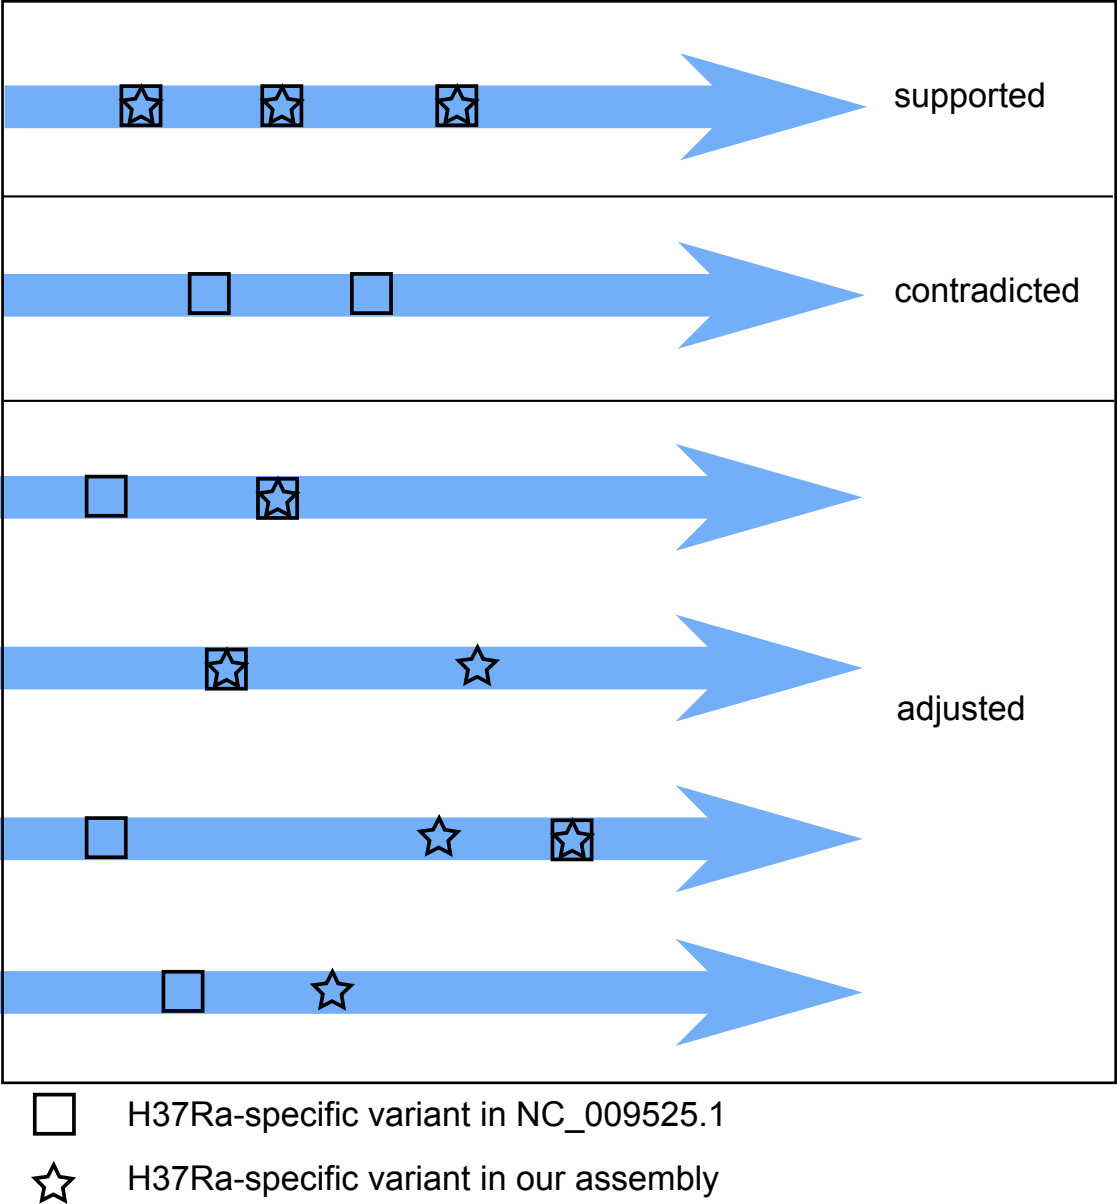 supported
contradicted
adjusted
H37Ra-specific variant in NC_009525.1
H37Ra-specific variant in our assembly